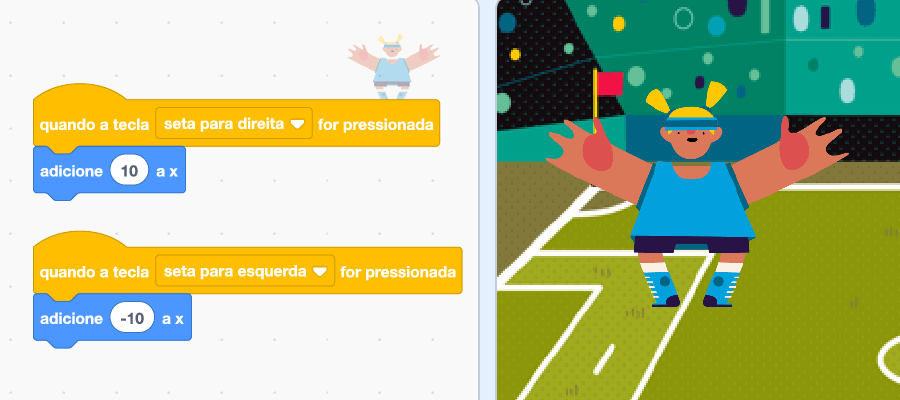 quando a tecla seta para direita for pressionada
adicione 10 a x
quando a tecla seta para esquerda for pressionada
adicione -10 a x